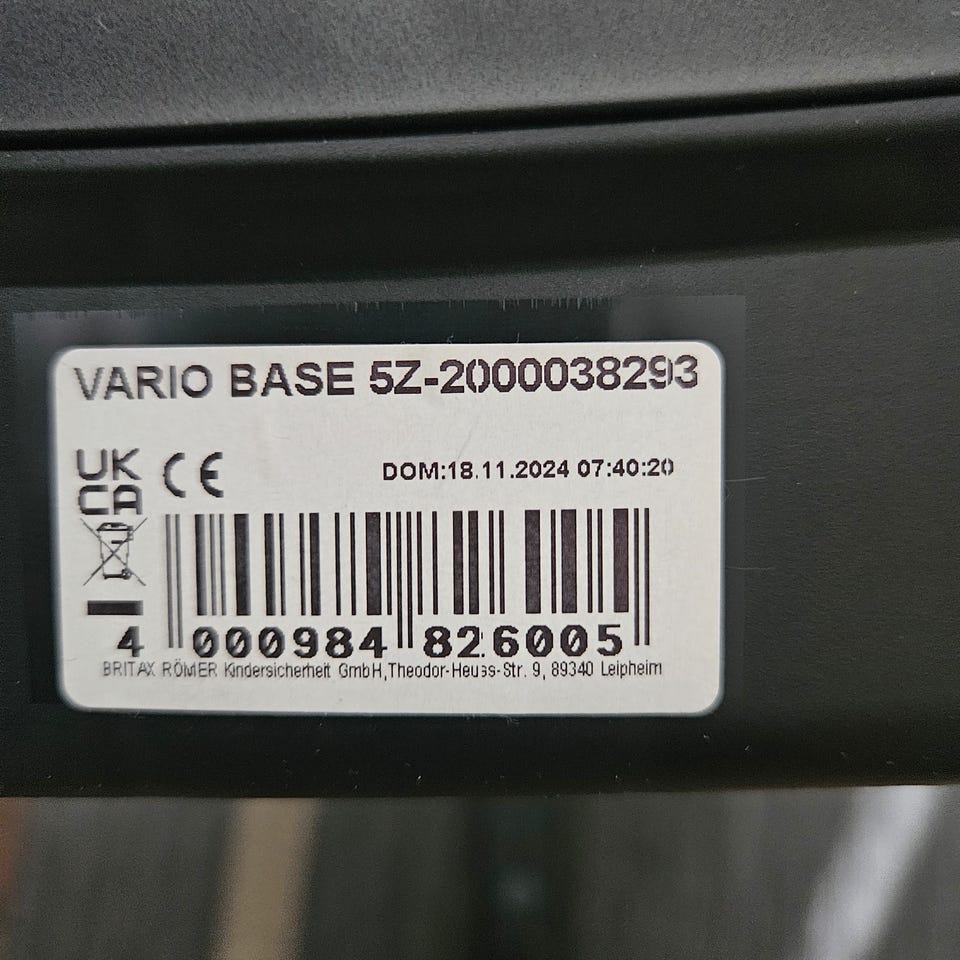 VARIO BASE 5Z-2000038293
UK
CA
CE
DOM:18.11.2024 07:40:20
4 000984 826005
BRITAX RÖMER Kindersicherheit GmbH,Theodor-Heuss-Str. 9, 89340 Leipheim